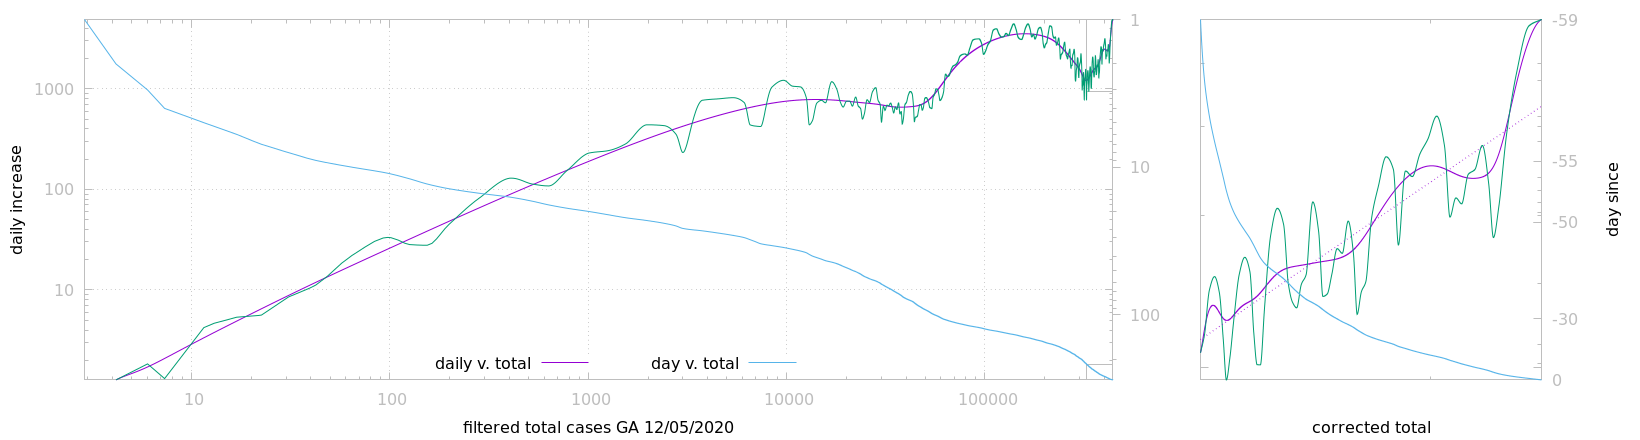 daily increase
1000
100
10
daily v. total
day v. total
10
100
1000
10000
100000
filtered total cases GA 12/05/2020
1
10
100
-59
-55
-50
-30
0
day since
corrected total